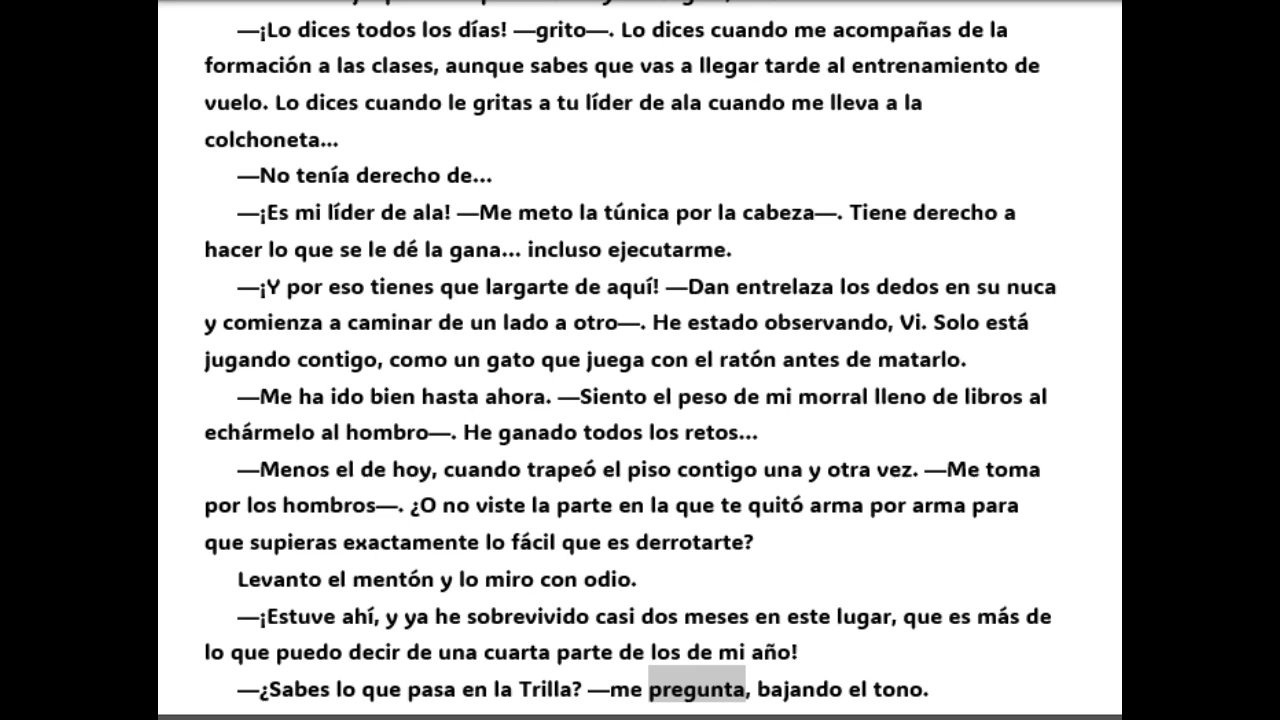 —¡Lo dices todos los días! —grito—. Lo dices cuando me acompañas de la
formación a las clases, aunque sabes que vas a llegar tarde al entrenamiento de
vuelo. Lo dices cuando le gritas a tu líder de ala cuando me lleva a la
colchoneta...
—No tenía derecho de...
—¡Es mi líder de ala! —Me meto la túnica por la cabeza—. Tiene derecho a
hacer lo que se le dé la gana... incluso ejecutarme.
—¡Y por eso tienes que largarte de aquí! —Dan entrelaza los dedos en su nuca
y comienza a caminar de un lado a otro—. He estado observando, Vi. Solo está
jugando contigo, como un gato que juega con el ratón antes de matarlo.
—Me ha ido bien hasta ahora. —Siento el peso de mi morral lleno de libros al
echármelo al hombro—. He ganado todos los retos...
—Menos el de hoy, cuando trapeó el piso contigo una y otra vez. —Me toma
por los hombros—. ¿O no viste la parte en la que te quitó arma por arma para
que supieras exactamente lo fácil que es derrotarte?
Levanto el mentón y lo miro con odio.
—¡Estuve ahí, y ya he sobrevivido casi dos meses en este lugar, que es más de
lo que puedo decir de una cuarta parte de los de mi año!
—¿Sabes lo que pasa en la Trilla? —me pregunta, bajando el tono.